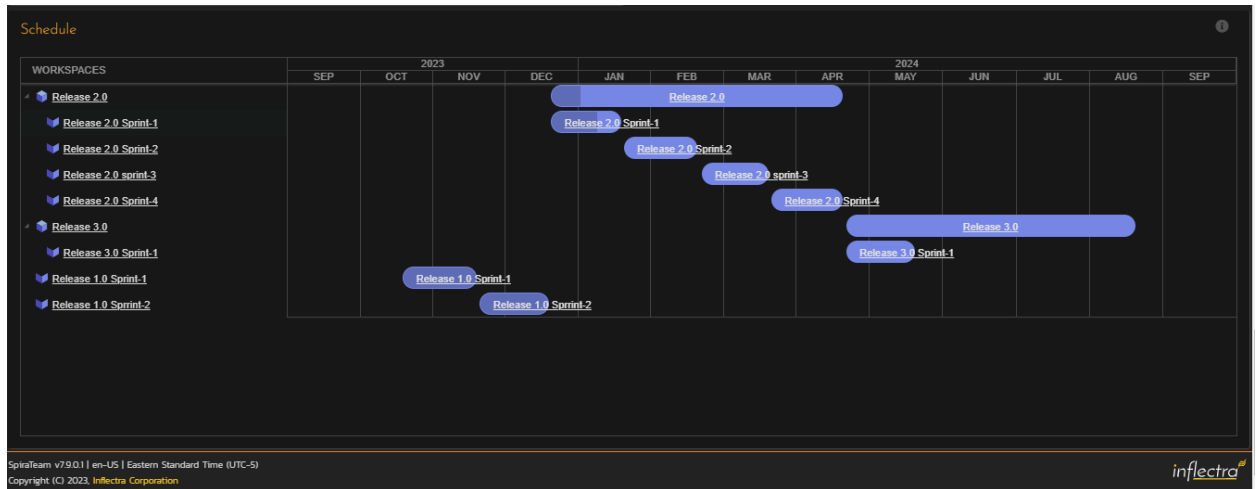 Schedule
WORKSPACES
2023 2024
SEP OCT NOV DEC JAN FEB MAR APR MAY JUN JUL AUG SEP
Release 2.0 Release 2.0
Release 2.0 Sprint-1 Release 2.0 Sprint-1
Release 2.0 Sprint-2 Release 2.0 Sprint-2
Release 2.0 sprint-3 Release 2.0 sprint-3
Release 2.0 Sprint-4 Release 2.0 Sprint-4
Release 3.0 Release 3.0
Release 3.0 Sprint-1 Release 3.0 Sprint-1
Release 1.0 Sprint-1 Release 1.0 Sprint-1
Release 1.0 Sprrint-2 Release 1.0 Sprrint-2
SpiraTeam v7.9.0.1 | en-US | Eastern Standard Time (UTC-5)
Copyright (C) 2023, Inflectra Corporation
inflectra